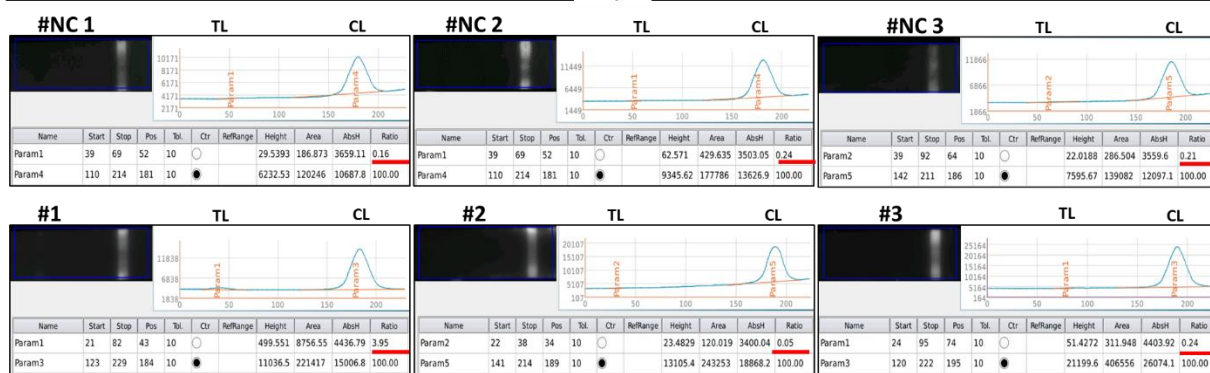 #NC 1 TL CL
10171
8171
6171
4171
2171
0 50 100 150 200
Param1 Param4
Name Start Stop Pos Tol. Ctr RefRange Height Area AbsH Ratio
Param1 39 69 52 10 29.5393 186.873 3659.11 0.16
Param4 110 214 181 10 6232.53 120246 10687.8 100.00
#NC 2 TL CL
11449
6449
1449
0 50 100 150 200
Param1 Param4
Name Start Stop Pos Tol. Ctr RefRange Height Area AbsH Ratio
Param1 39 69 52 10 62.571 429.635 3503.05 0.24
Param4 110 214 181 10 9345.62 177786 13626.9 100.00
#NC 3 TL CL
11866
6866
1866
0 50 100 150 200
Param2 Param5
Name Start Stop Pos Tol. Ctr RefRange Height Area AbsH Ratio
Param2 39 92 64 10 22.0188 286.504 3559.6 0.21
Param5 142 211 186 10 7595.67 139082 12097.1 100.00
#1 TL CL
11838
6838
1838
0 50 100 150 200
Param1 Param3
Name Start Stop Pos Tol. Ctr RefRange Height Area AbsH Ratio
Param1 21 82 43 10 499.551 8756.55 4436.79 3.95
Param3 123 229 184 10 11036.5 221417 15006.8 100.00
#2 TL CL
20107
15107
10107
5107
107
0 50 100 150 200
Param2 Param5
Name Start Stop Pos Tol. Ctr RefRange Height Area AbsH Ratio
Param2 22 38 34 10 23.4829 120.019 3400.04 0.05
Param5 141 214 189 10 13105.4 243253 18868.2 100.00
#3 TL CL
25164
20164
15164
10164
5164
164
0 50 100 150 200
Param1 Param3
Name Start Stop Pos Tol. Ctr RefRange Height Area AbsH Ratio
Param1 24 95 74 10 51.4272 311.948 4403.92 0.24
Param3 120 222 195 10 21199.6 406556 26074.1 100.00